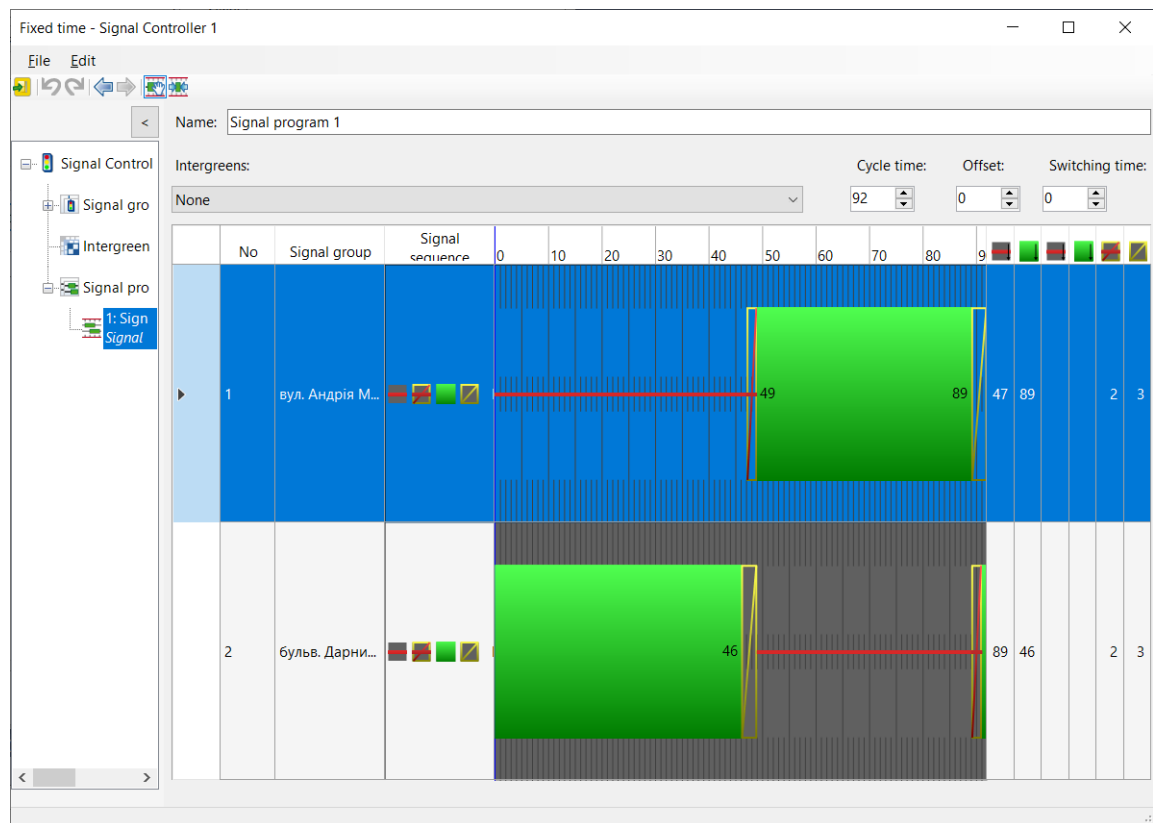 Fixed time - Signal Controller 1
File Edit
<
Name: Signal program 1
Signal Control
Signal gro
Intergreen
Signal pro
1: Sign
Signal
Intergreens:
None
Cycle time: Offset: Switching time:
92 0 0
No Signal group Signal sequence 0 10 20 30 40 50 60 70 80 9
1 вул. Андрія М... 49 89 47 89 2 3
2 бульв. Дарни... 46 89 46 2 3